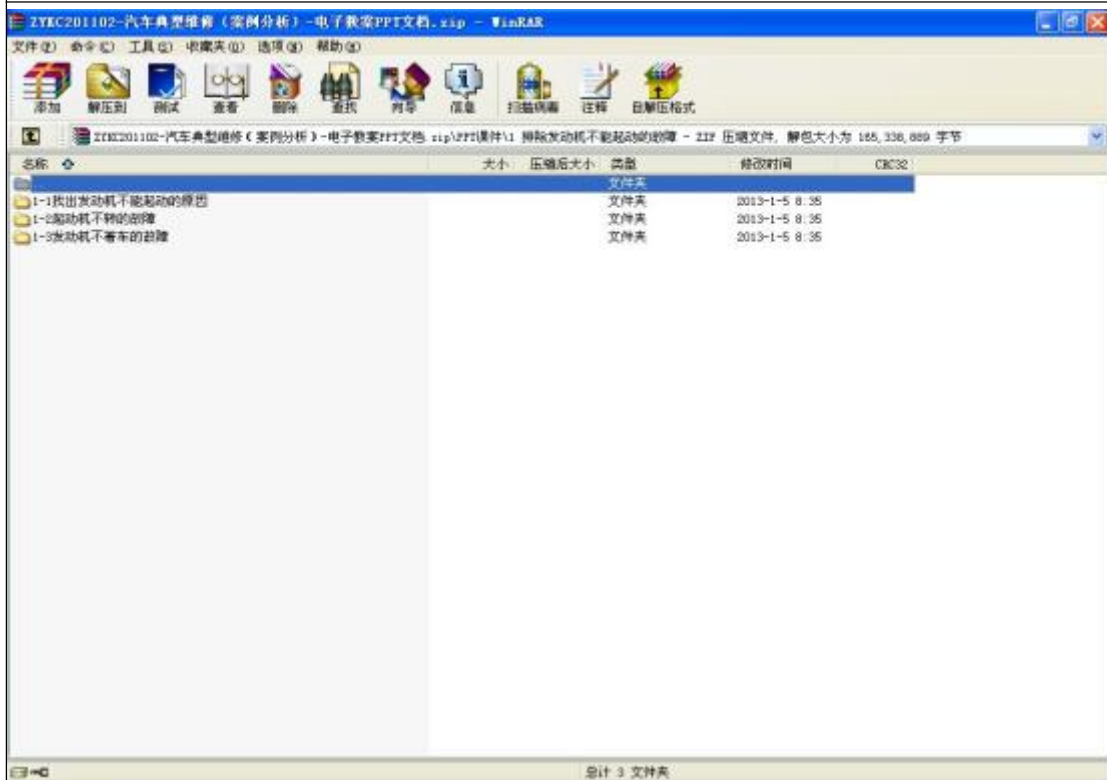 ZYKC201102-汽车典型维修（案例分析）-电子教案PPT文档.zip - WinRAR
文件(F) 命令(C) 工具(S) 收藏夹(O) 选项(N) 帮助(H)
添加 解压到 测试 查看 删除 查找 向导 信息 扫描病毒 注释 自解压格式
ZYKC201102-汽车典型维修（案例分析）-电子教案PPT文档.zip\PPT课件\1 排除发动机不能起动的故障 - ZIP 压缩文件, 解包大小为 165,338,889 字节
名称 大小 压缩后大小 类型 修改时间 CRC32
.. 文件夹
1-1找出发动机不能起动的原因 文件夹 2013-1-5 8:35
1-2起动机不转的故障 文件夹 2013-1-5 8:35
1-3发动机不著车的故障 文件夹 2013-1-5 8:35
总计 3 文件夹